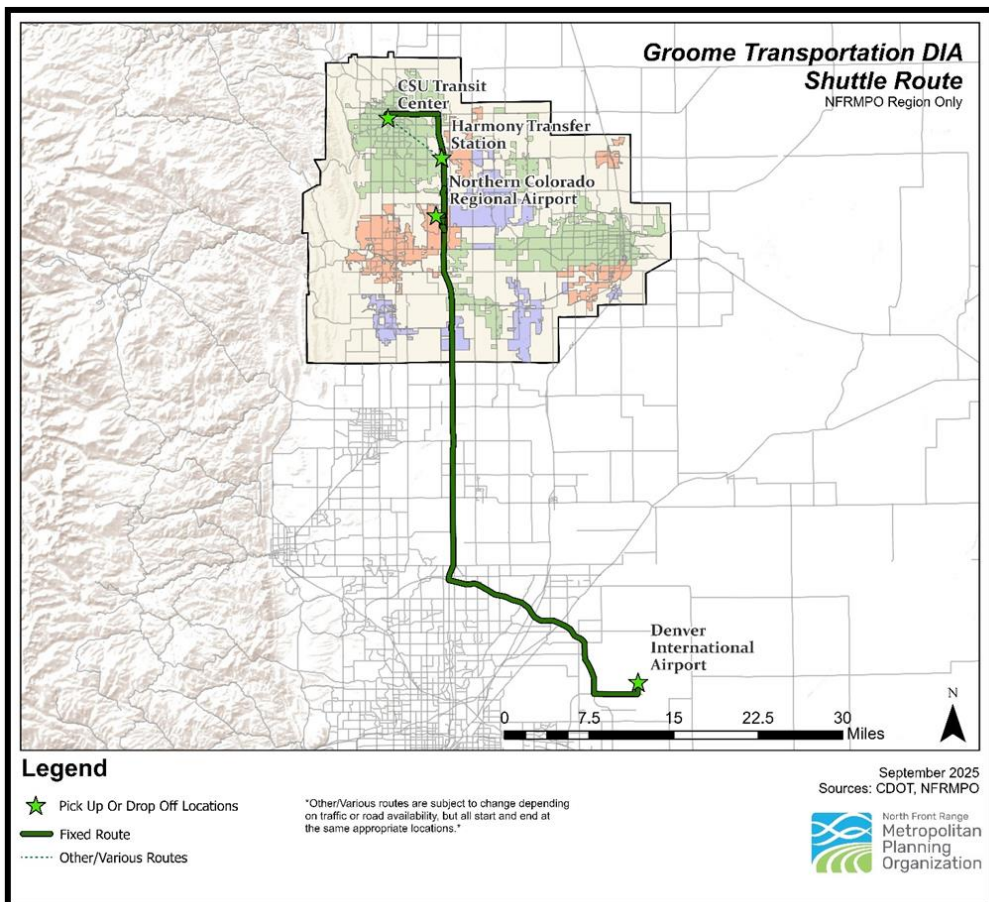 Groome Transportation DIA
Shuttle Route
NFRMPO Region Only
CSU Transit
Center
Harmony Transfer
Station
Northern Colorado
Regional Airport
Denver
International
Airport
N
0 7.5 15 22.5 30
Miles
Legend
Pick Up Or Drop Off Locations
Fixed Route
Other/Various Routes
"Other/Various routes are subject to change depending
on traffic or road availability, but all start and end at
the same appropriate locations."
September 2025
Sources: CDOT, NFRMPO
North Front Range
Metropolitan
Planning
Organization